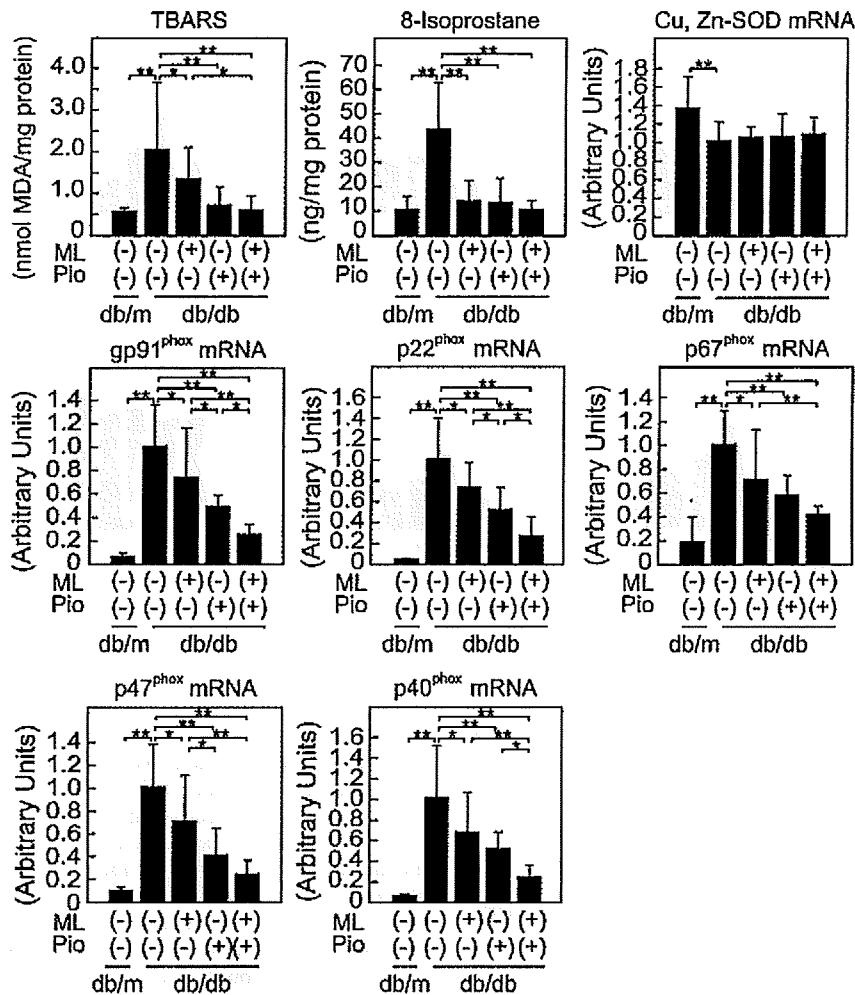 TBARS
(nmol MDA/mg protein)
4.0
3.0
2.0
1.0
0
** * ** ** *
ML (-) (-) (+) (-) (+)
Pio (-) (-) (-) (+) (+)
db/m db/db
8-Isoprostane
(ng/mg protein)
70
60
50
40
30
20
10
0
** ** ** **
(-) (-) (+) (-) (+)
(-) (-) (-) (+) (+)
db/m db/db
Cu, Zn-SOD mRNA
(Arbitrary Units)
1.8
1.6
1.4
1.2
1.0
0.8
0.6
0.4
0.2
0
**
(-) (-) (+) (-) (+)
(-) (-) (-) (+) (+)
db/m db/db
gp91phox mRNA
(Arbitrary Units)
1.4
1.2
1.0
0.8
0.6
0.4
0.2
0
**
**
** * **
* *
ML (-) (-) (+) (-) (+)
Pio (-) (-) (-) (+) (+)
db/m db/db
p22phox mRNA
(Arbitrary Units)
1.6
1.4
1.2
1.0
0.8
0.6
0.4
0.2
0
**
**
** * **
* *
(-) (-) (+) (-) (+)
(-) (-) (-) (+) (+)
db/m db/db
p67phox mRNA
(Arbitrary Units)
1.4
1.2
1.0
0.8
0.6
0.4
0.2
0
**
**
** * **
ML (-) (-) (+) (-) (+)
Pio (-) (-) (-) (+) (+)
db/m db/db
p47phox mRNA
(Arbitrary Units)
1.4
1.2
1.0
0.8
0.6
0.4
0.2
0
**
**
** * **
*
ML (-) (-) (+) (-) (+)
Pio (-) (-) (-) (+)(+)
db/m db/db
p40phox mRNA
(Arbitrary Units)
1.6
1.4
1.2
1.0
0.8
0.6
0.4
0.2
0
**
**
** * **
*
ML (-) (-) (+) (-) (+)
Pio (-) (-) (-) (+) (+)
db/m db/db